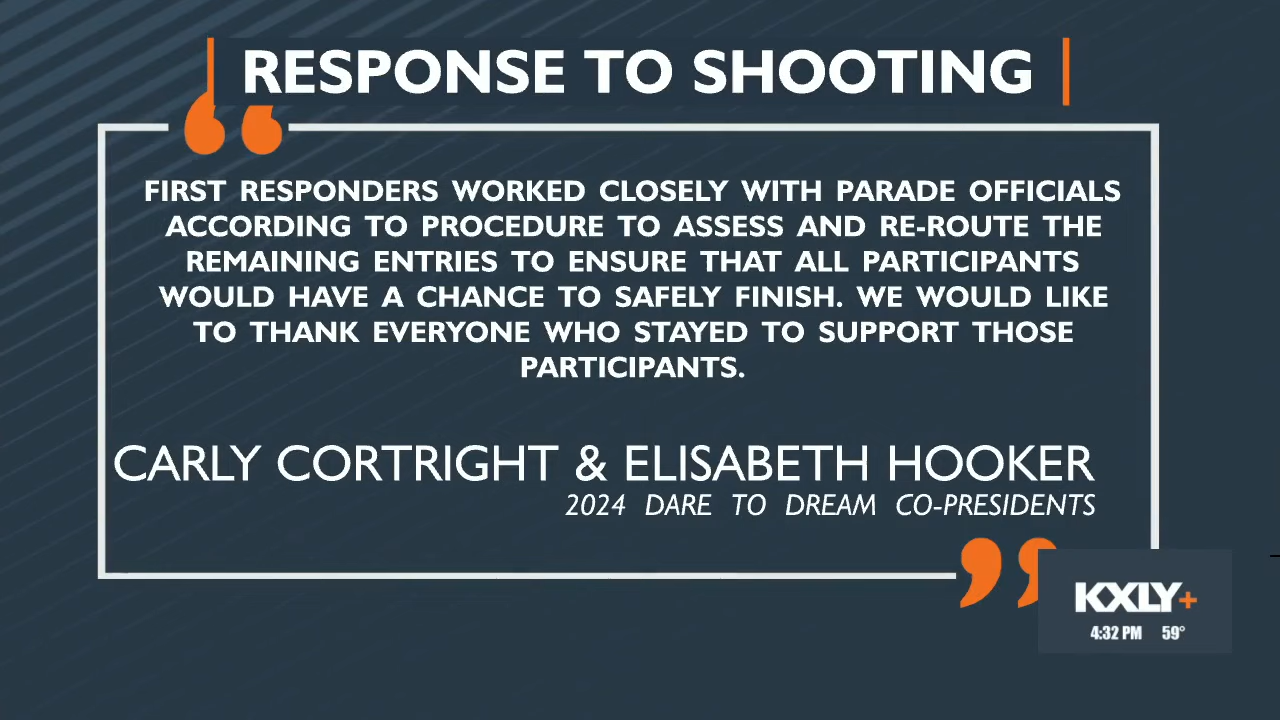 RESPONSE TO SHOOTING
FIRST RESPONDERS WORKED CLOSELY WITH PARADE OFFICIALS
ACCORDING TO PROCEDURE TO ASSESS AND RE-ROUTE THE
REMAINING ENTRIES TO ENSURE THAT ALL PARTICIPANTS
WOULD HAVE A CHANCE TO SAFELY FINISH. WE WOULD LIKE
TO THANK EVERYONE WHO STAYED TO SUPPORT THOSE
PARTICIPANTS.
CARLY CORTRIGHT & ELISABETH HOOKER
2024 DARE TO DREAM CO-PRESIDENTS
KXLY+
4:32 PM 59°